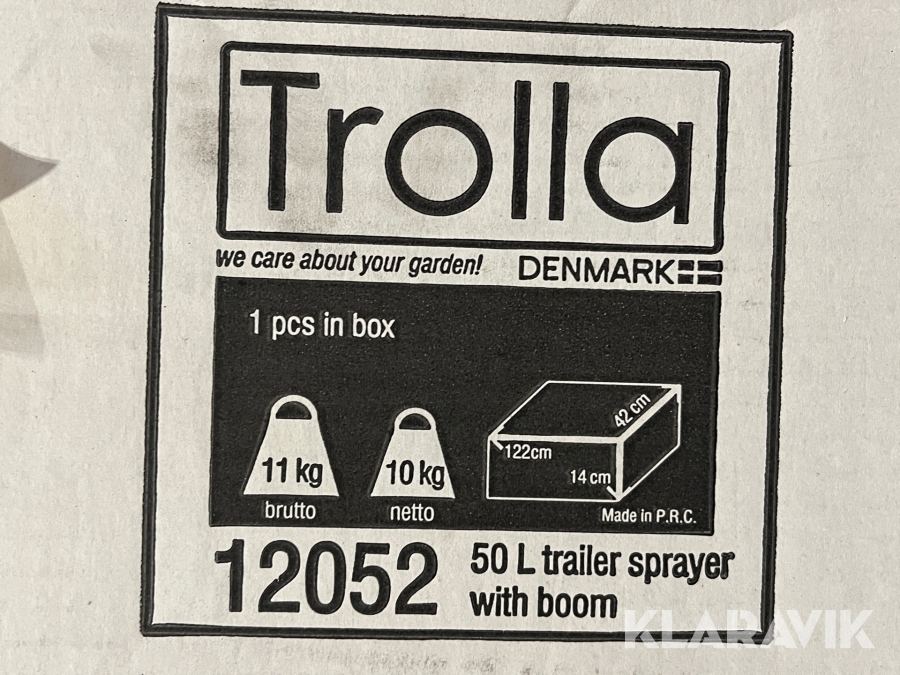 Trolla
we care about your garden!
DENMARK
1 pcs in box
11 kg
brutto
10 kg
netto
122cm
42 cm
14 cm
Made in P.R.C.
12052
50 L trailer sprayer
with boom
KLARAVIK